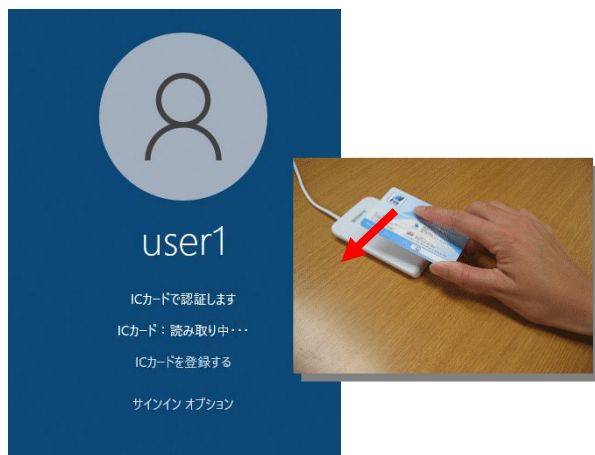 user1
ICカードで認証します
ICカード：読み取り中・・・
ICカードを登録する
サインイン オプション